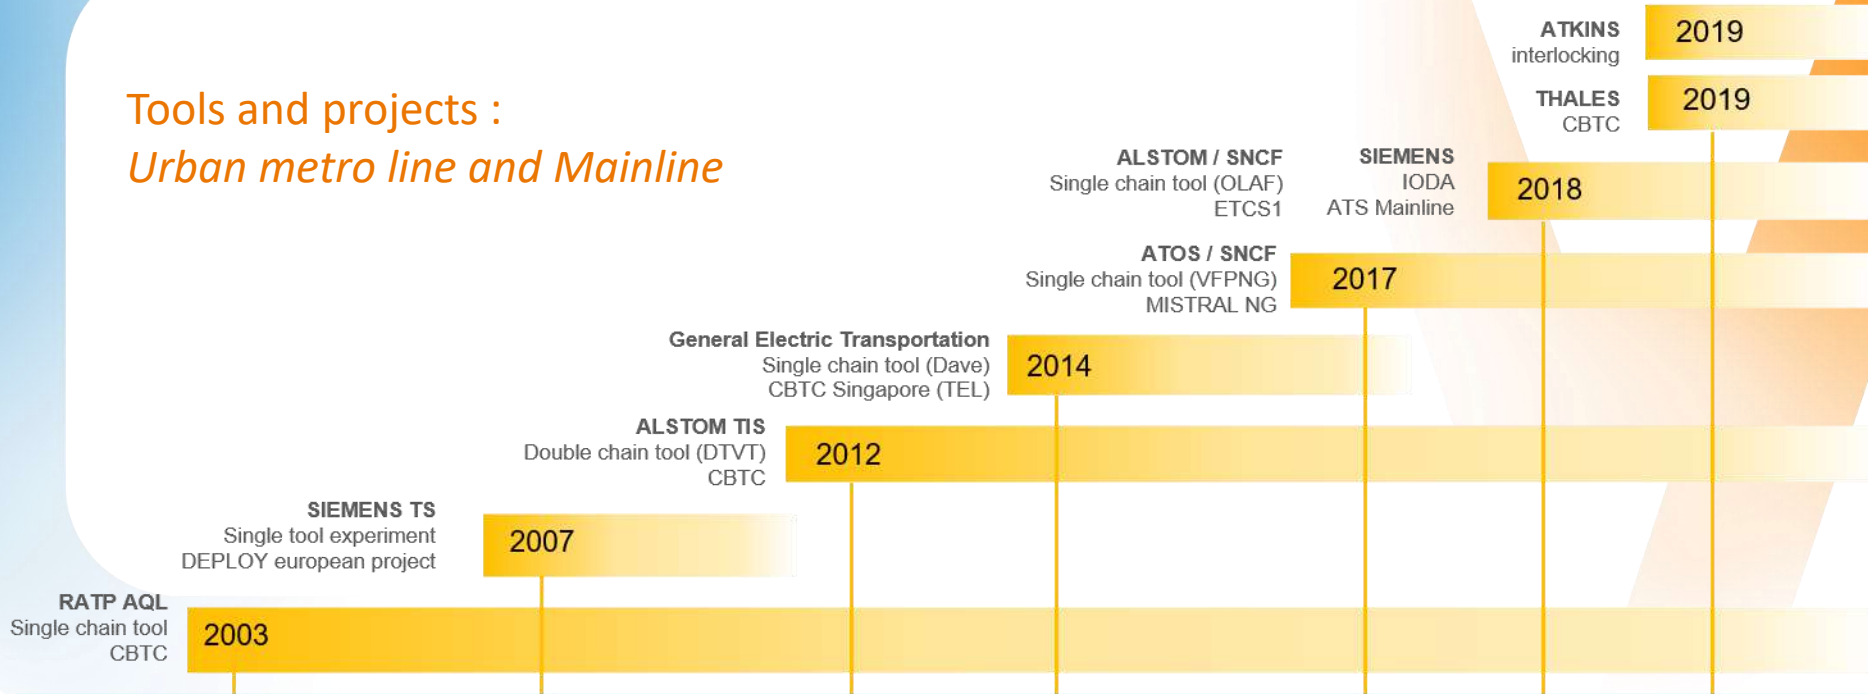 Tools and projects :
Urban metro line and Mainline
ATKINS
interlocking
2019
THALES
CBTC
2019
ALSTOM / SNCF
Single chain tool (OLAF)
ETCS1
SIEMENS
IODA
ATS Mainline
2018
ATOS / SNCF
Single chain tool (VFPNG)
MISTRAL NG
2017
General Electric Transportation
Single chain tool (Dave)
CBTC Singapore (TEL)
2014
ALSTOM TIS
Double chain tool (DTVT)
CBTC
2012
SIEMENS TS
Single tool experiment
DEPLOY european project
2007
RATP AQL
Single chain tool
CBTC
2003